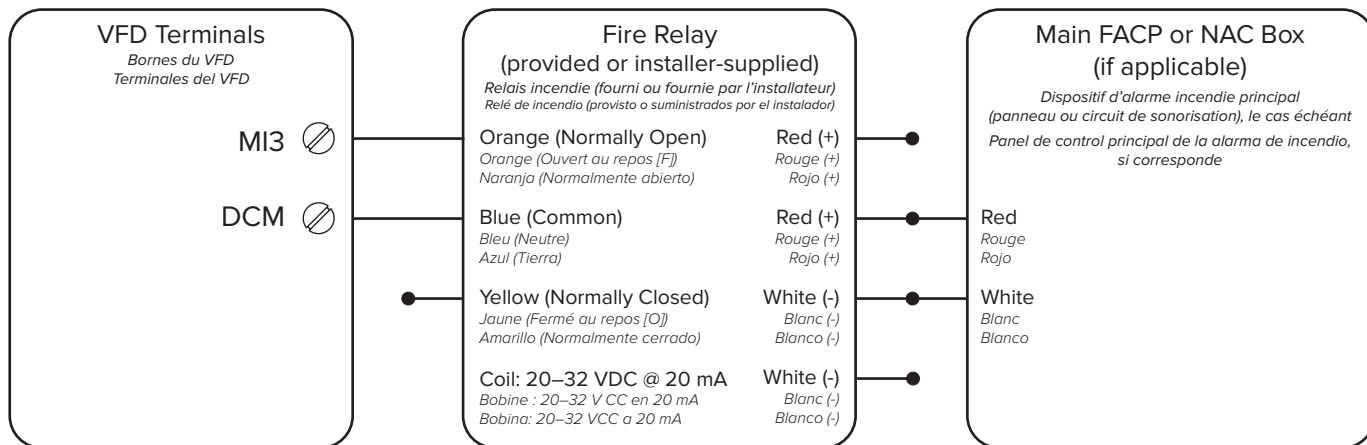 VFD Terminals
Bornes du VFD
Terminales del VFD
MI3
DCM
Fire Relay
(provided or installer-supplied)
Relais incendie (fourni ou fournie par l'installateur)
Relé de incendio (provisto o suministrados por el instalador)
Orange (Normally Open)
Orange (Ouvert au repos [F])
Naranja (Normalmente abierto)
Red (+)
Rouge (+)
Rojo (+)
Blue (Common)
Bleu (Neutre)
Azul (Tierra)
Red (+)
Rouge (+)
Rojo (+)
Yellow (Normally Closed)
Jaune (Fermé au repos [O])
Amarillo (Normalmente cerrado)
White (-)
Blanc (-)
Blanco (-)
Coil: 20–32 VDC @ 20 mA
Bobine : 20–32 V CC en 20 mA
Bobina: 20–32 VCC a 20 mA
White (-)
Blanc (-)
Blanco (-)
Main FACP or NAC Box
(if applicable)
Dispositif d'alarme incendie principal
(panneau ou circuit de sonorisation), le cas échéant
Panel de control principal de la alarma de incendio,
si corresponde
Red
Rouge
Rojo
White
Blanc
Blanco